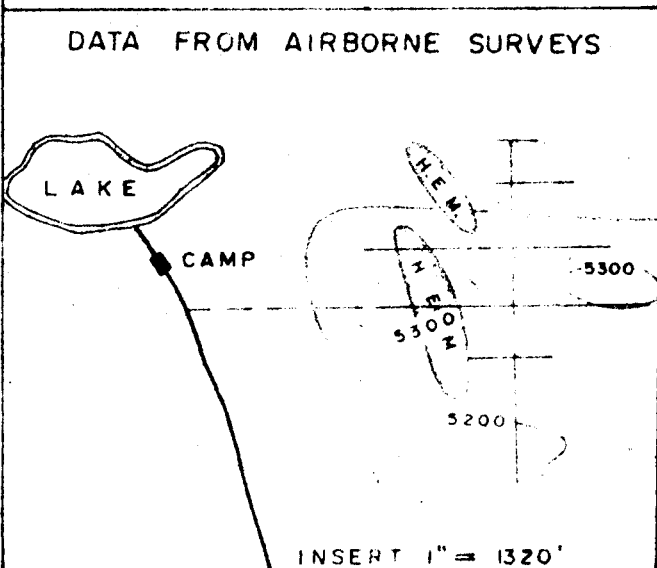 DATA FROM AIRBORNE SURVEYS
H.E.M.
LAKE
CAMP
5300
H E M
5300
5200
INSERT 1" = 1320'